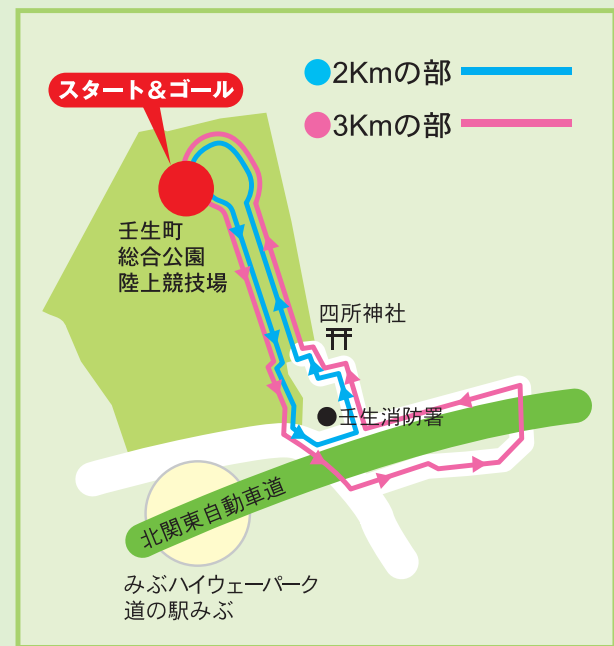 ●2Kmの部
●3Kmの部
スタート&ゴール
壬生町
総合公園
陸上競技場
四所神社
壬生消防署
北関東自動車道
みぶハイウェーパーク
道の駅みぶ